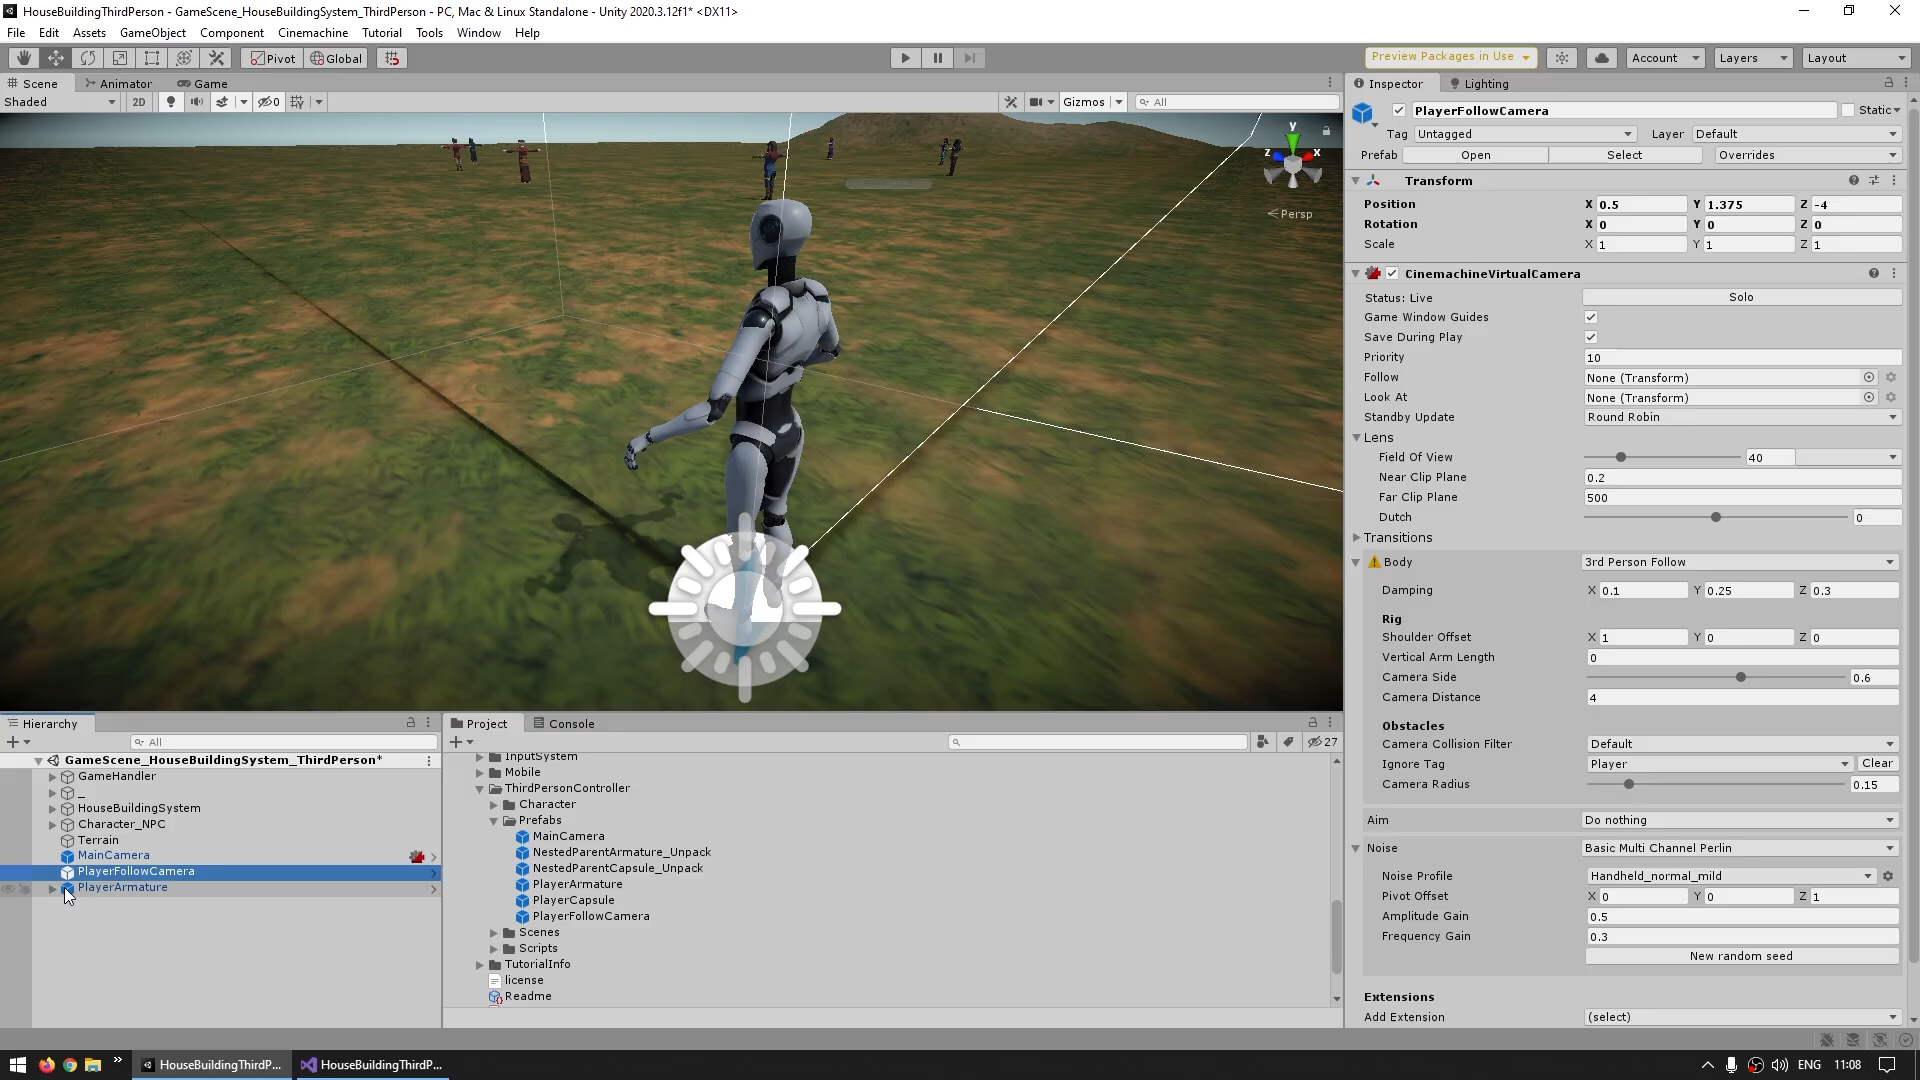 HouseBuildingThirdPerson - GameScene_HouseBuildingSystem_ThirdPerson - PC, Mac & Linux Standalone - Unity 2020.3.12f1* <DX11>
File Edit Assets GameObject Component Cinemachine Tutorial Tools Window Help
Pivot Global Preview Packages in Use Account Layers Layout
Scene Animator Game
Shaded 2D 0 Gizmos All
y z x
Persp
Inspector Lighting
PlayerFollowCamera Static
Tag Untagged Layer Default
Prefab Open Select Overrides
Transform
Position X 0.5 Y 1.375 Z -4
Rotation X 0 Y 0 Z 0
Scale X 1 Y 1 Z 1
CinemachineVirtualCamera
Status: Live Solo
Game Window Guides
Save During Play
Priority 10
Follow None (Transform)
Look At None (Transform)
Standby Update Round Robin
Lens
Field Of View 40
Near Clip Plane 0.2
Far Clip Plane 500
Dutch 0
Transitions
Body 3rd Person Follow
Damping X 0.1 Y 0.25 Z 0.3
Rig
Shoulder Offset X 1 Y 0 Z 0
Vertical Arm Length 0
Camera Side 0.6
Camera Distance 4
Obstacles
Camera Collision Filter Default
Ignore Tag Player Clear
Camera Radius 0.15
Aim Do nothing
Noise Basic Multi Channel Perlin
Noise Profile Handheld_normal_mild
Pivot Offset X 0 Y 0 Z 1
Amplitude Gain 0.5
Frequency Gain 0.3
New random seed
Extensions
Add Extension (select)
Hierarchy
All
GameScene_HouseBuildingSystem_ThirdPerson*
GameHandler
_
HouseBuildingSystem
Character_NPC
Terrain
MainCamera
PlayerFollowCamera
PlayerArmature
Project Console
27
InputSystem
Mobile
ThirdPersonController
Character
Prefabs
MainCamera
NestedParentArmature_Unpack
NestedParentCapsule_Unpack
PlayerArmature
PlayerCapsule
PlayerFollowCamera
Scenes
Scripts
TutorialInfo
license
Readme
HouseBuildingThirdP... HouseBuildingThirdP... ENG 11:08